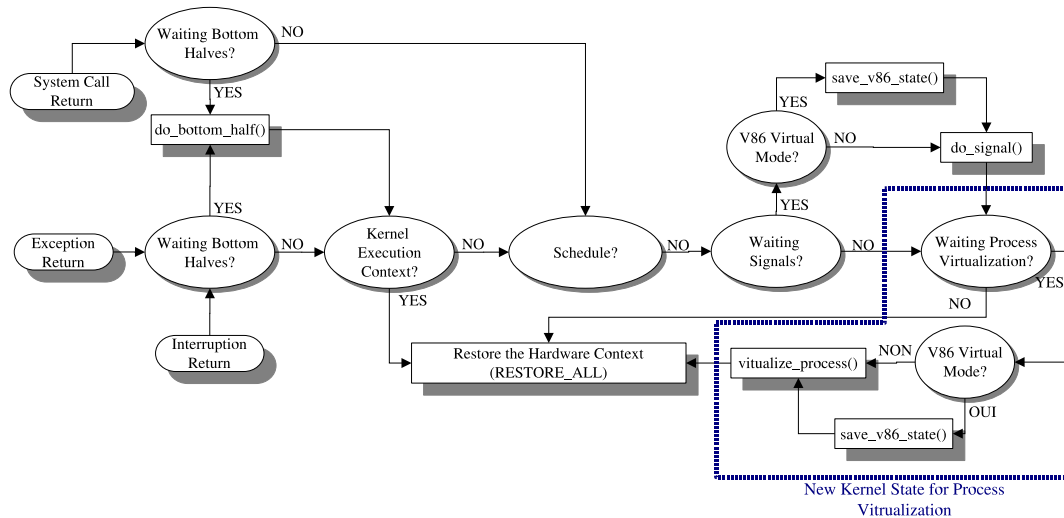 Waiting Bottom
Halves?
NO
System Call
Return
YES
do_bottom_half()
save_v86_state()
YES
V86 Virtual
Mode?
NO
do_signal()
YES
YES
Exception
Return
Waiting Bottom
Halves?
NO
Kernel
Execution
Context?
NO
Schedule?
NO
Waiting
Signals?
NO
Waiting Process
Virtualization?
YES
YES
NO
Interruption
Return
Restore the Hardware Context
(RESTORE_ALL)
vitualize_process()
NON
V86 Virtual
Mode?
OUI
save_v86_state()
New Kernel State for Process
Vitrualization